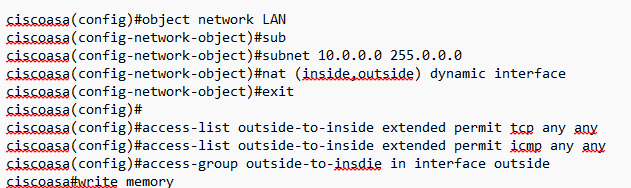 ciscoasa(config)#object network LAN
ciscoasa(config-network-object)#sub
ciscoasa(config-network-object)#subnet 10.0.0.0 255.0.0.0
ciscoasa(config-network-object)#nat (inside,outside) dynamic interface
ciscoasa(config-network-object)#exit
ciscoasa(config)#
ciscoasa(config)#access-list outside-to-inside extended permit tcp any any
ciscoasa(config)#access-list outside-to-inside extended permit icmp any any
ciscoasa(config)#access-group outside-to-insdie in interface outside
ciscoasa#write memory